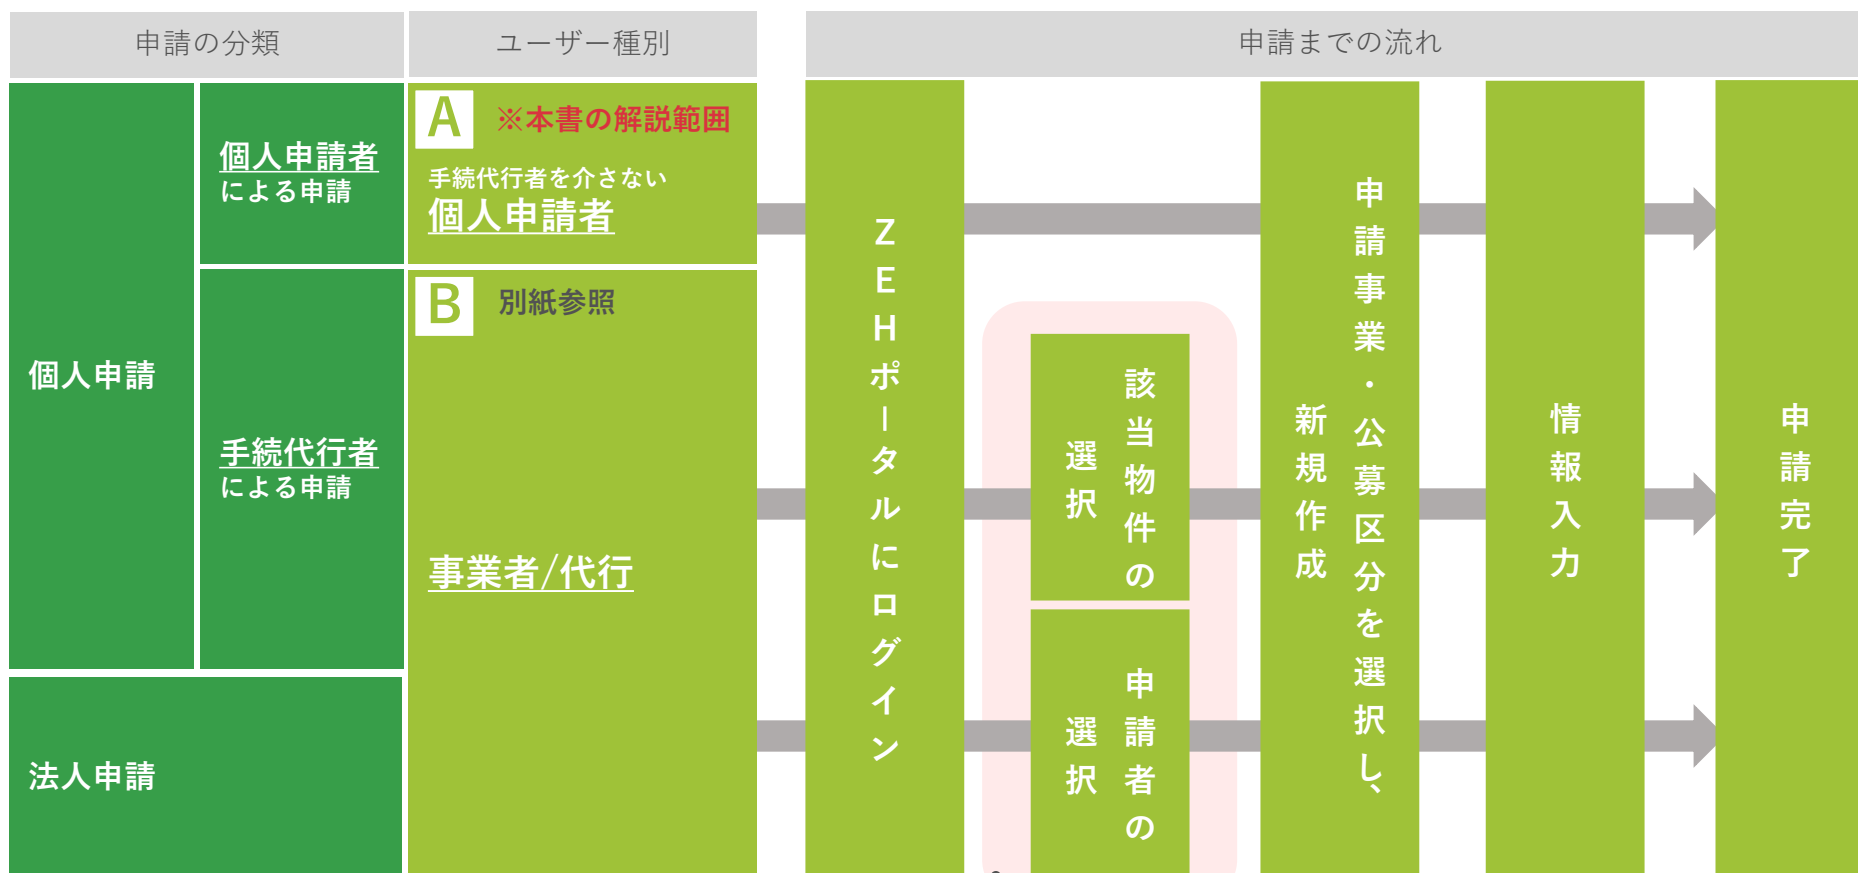 申請の分類
ユーザー種別
申請までの流れ
個人申請
個人申請者
による申請
手続代行者
による申請
法人申請
A
※本書の解説範囲
手続代行者を介さない
個人申請者
B
別紙参照
事業者/代行
ZEHポータルにログイン
該当物件の
選択
申請者の
選択
申請事業・公募区分を選択し、
新規作成
情報入力
申請完了